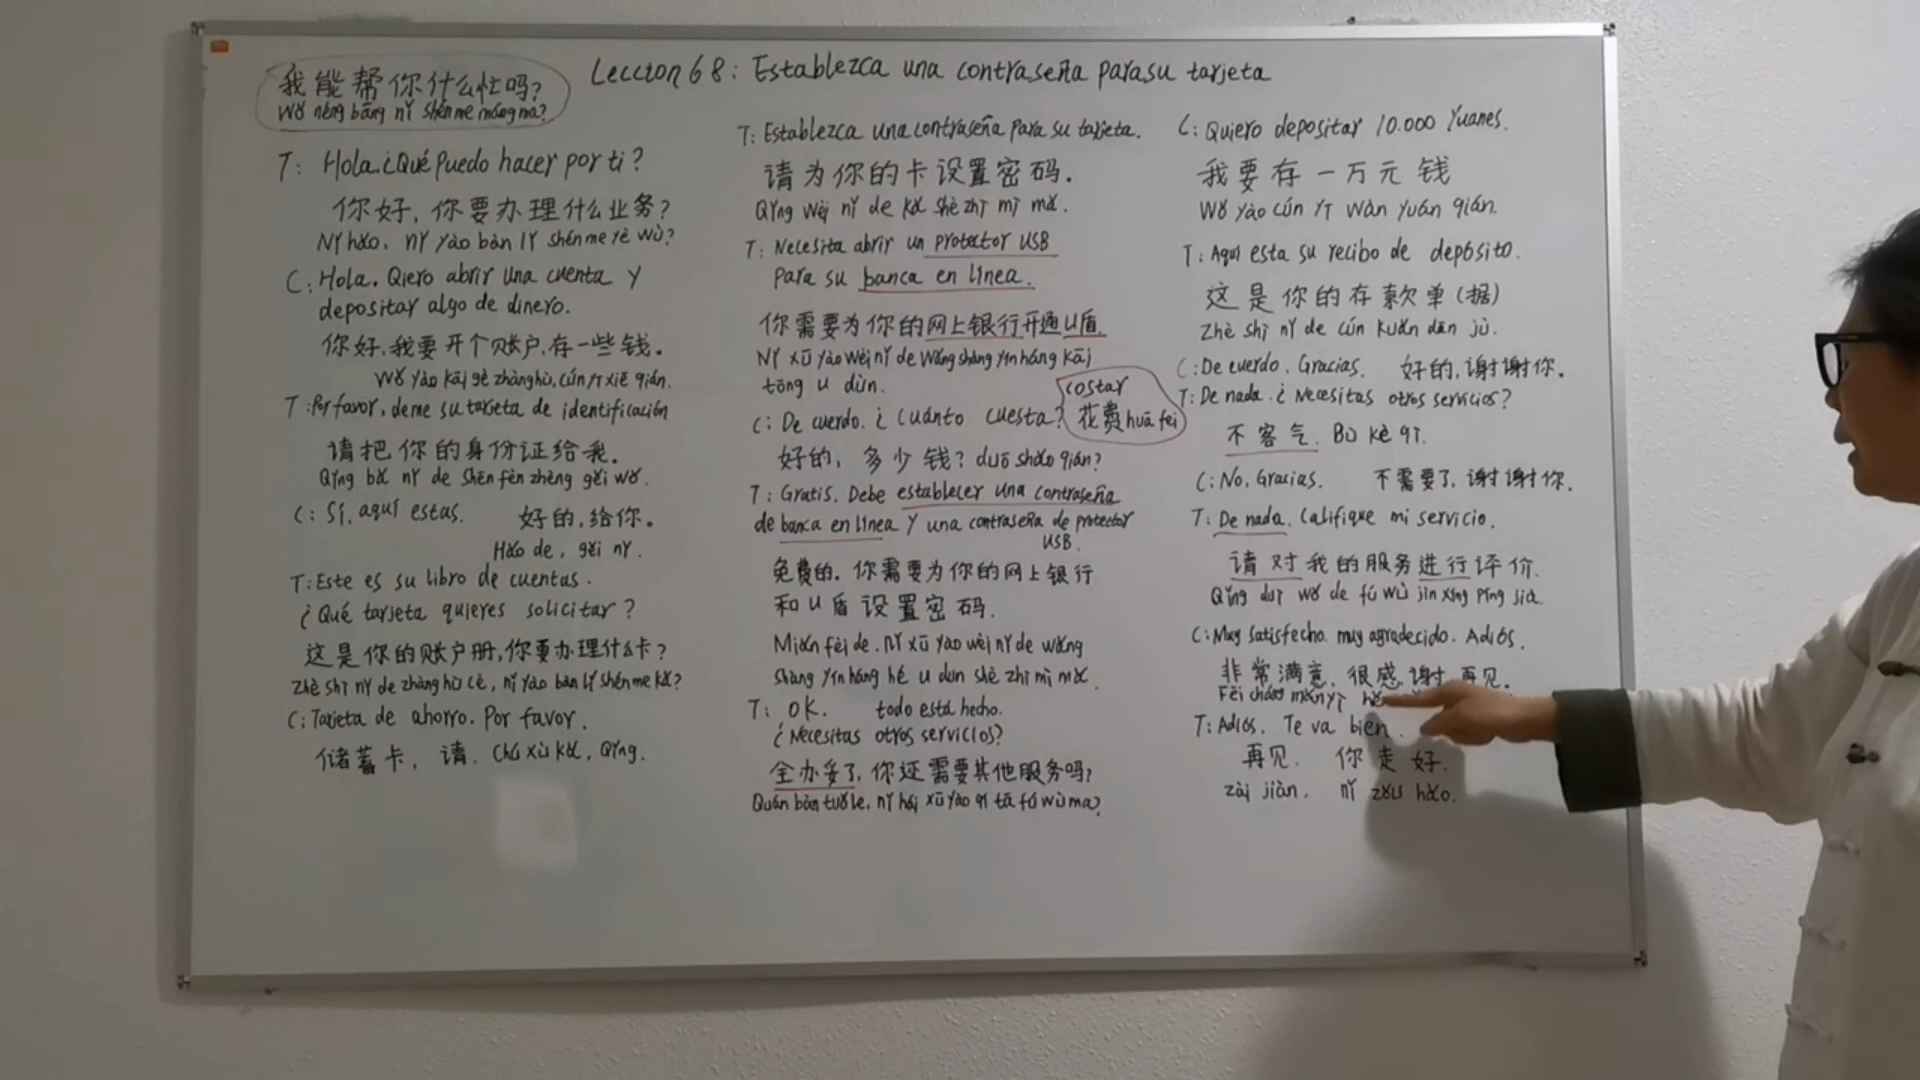 Leccion 68: Establezca una contraseña para su tarjeta
我能帮你什么忙吗?
Wǒ néng bāng nǐ shén me máng ma?
T: Hola. ¿Qué puedo hacer por ti?
你好, 你要办理什么业务?
Nǐ hǎo, nǐ yào bàn lǐ shén me yè wù?
C: Hola. Qiero abrir una cuenta y
depositar algo de dinero.
你好,我要开个账户,存一些钱。
Wǒ yào kāi gè zhànghù, cún yī xiē qián.
T: Por favor, deme su tarjeta de identificación
请把你的身份证给我。
Qǐng bǎ nǐ de shēn fèn zhèng gěi wǒ.
C: Sí, aquí estas. 好的,给你。
Hǎo de, gěi nǐ.
T: Este es su libro de cuentas.
¿Qué tarjeta quieres solicitar?
这是你的账户册,你要办理什么卡?
Zhè shì nǐ de zhàng hù cè, nǐ yào bàn lǐ shén me kǎ?
C: Tarjeta de ahorro. Por favor.
储蓄卡, 请. Chú xù kǎ, Qǐng.
T: Establezca una contraseña para su tarjeta.
请为你的卡设置密码.
Qǐng wèi nǐ de kǎ shè zhì mì mǎ.
T: Necesita abrir un protector USB
para su banca en línea.
你需要为你的网上银行开通U盾.
Nǐ xū yào wèi nǐ de wǎng shàng yín háng kāi
tōng u dùn.
C: De cuerdo. ¿cuánto cuesta?
costar
花费 huā fei
好的, 多少钱? duō shǎo qián?
T: Gratis. Debe establecer una contraseña
de banca en línea y una contraseña de protector
USB.
免费的. 你需要为你的网上银行
和U盾设置密码.
Miǎn fèi de. Nǐ xū yào wèi nǐ de wǎng
shàng yín háng hé u dun shè zhì mì mǎ.
T: OK. todo está hecho.
¿Necesitas otros servicios?
全办妥了,你还需要其他服务吗?
Quán bàn tuǒ le, nǐ hái xū yào qí tā fú wù ma?
C: Quiero depositar 10.000 Yuanes.
我要存一万元钱
Wǒ yào cún yī wàn yuán qián.
T: Aquí esta su recibo de depósito.
这是你的存款单(据)
Zhè shì nǐ de cún kuǎn dān jù.
C: De cuerdo. Gracias. 好的,谢谢你.
T: De nada. ¿Necesitas otros servicios?
不客气. Bù kè qì.
C: No. Gracias. 不需要了,谢谢你.
T: De nada. Califique mi servicio.
请对我的服务进行评价.
Qǐng duì wǒ de fú wù jìn xíng píng jià.
C: Muy satisfecho. muy agradecido. Adiós.
非常满意, 很感谢, 再见.
Fēi cháng mǎn yì
T: Adiós. Te va bien.
再见. 你走好.
zài jiàn. nǐ zǒu hǎo.